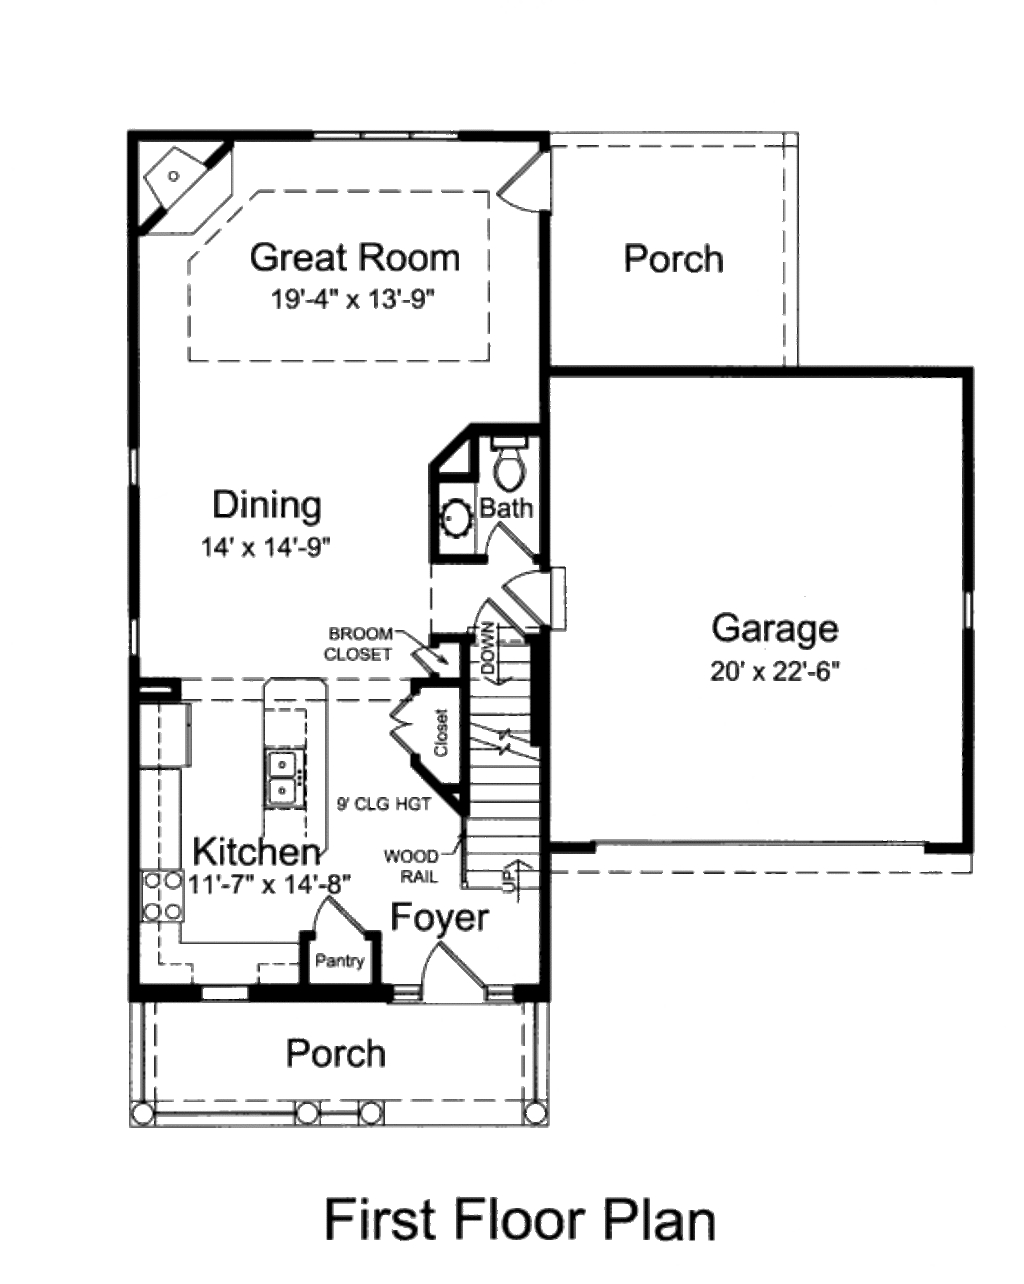 Great Room
19'-4" x 13'-9"
Porch
Dining
14' x 14'-9"
Bath
Garage
20' x 22'-6"
BROOM
CLOSET
DOWN
Closet
9' CLG HGT
Kitchen
11'-7" x 14'-8"
WOOD
RAIL
UP
Foyer
Pantry
Porch
First Floor Plan